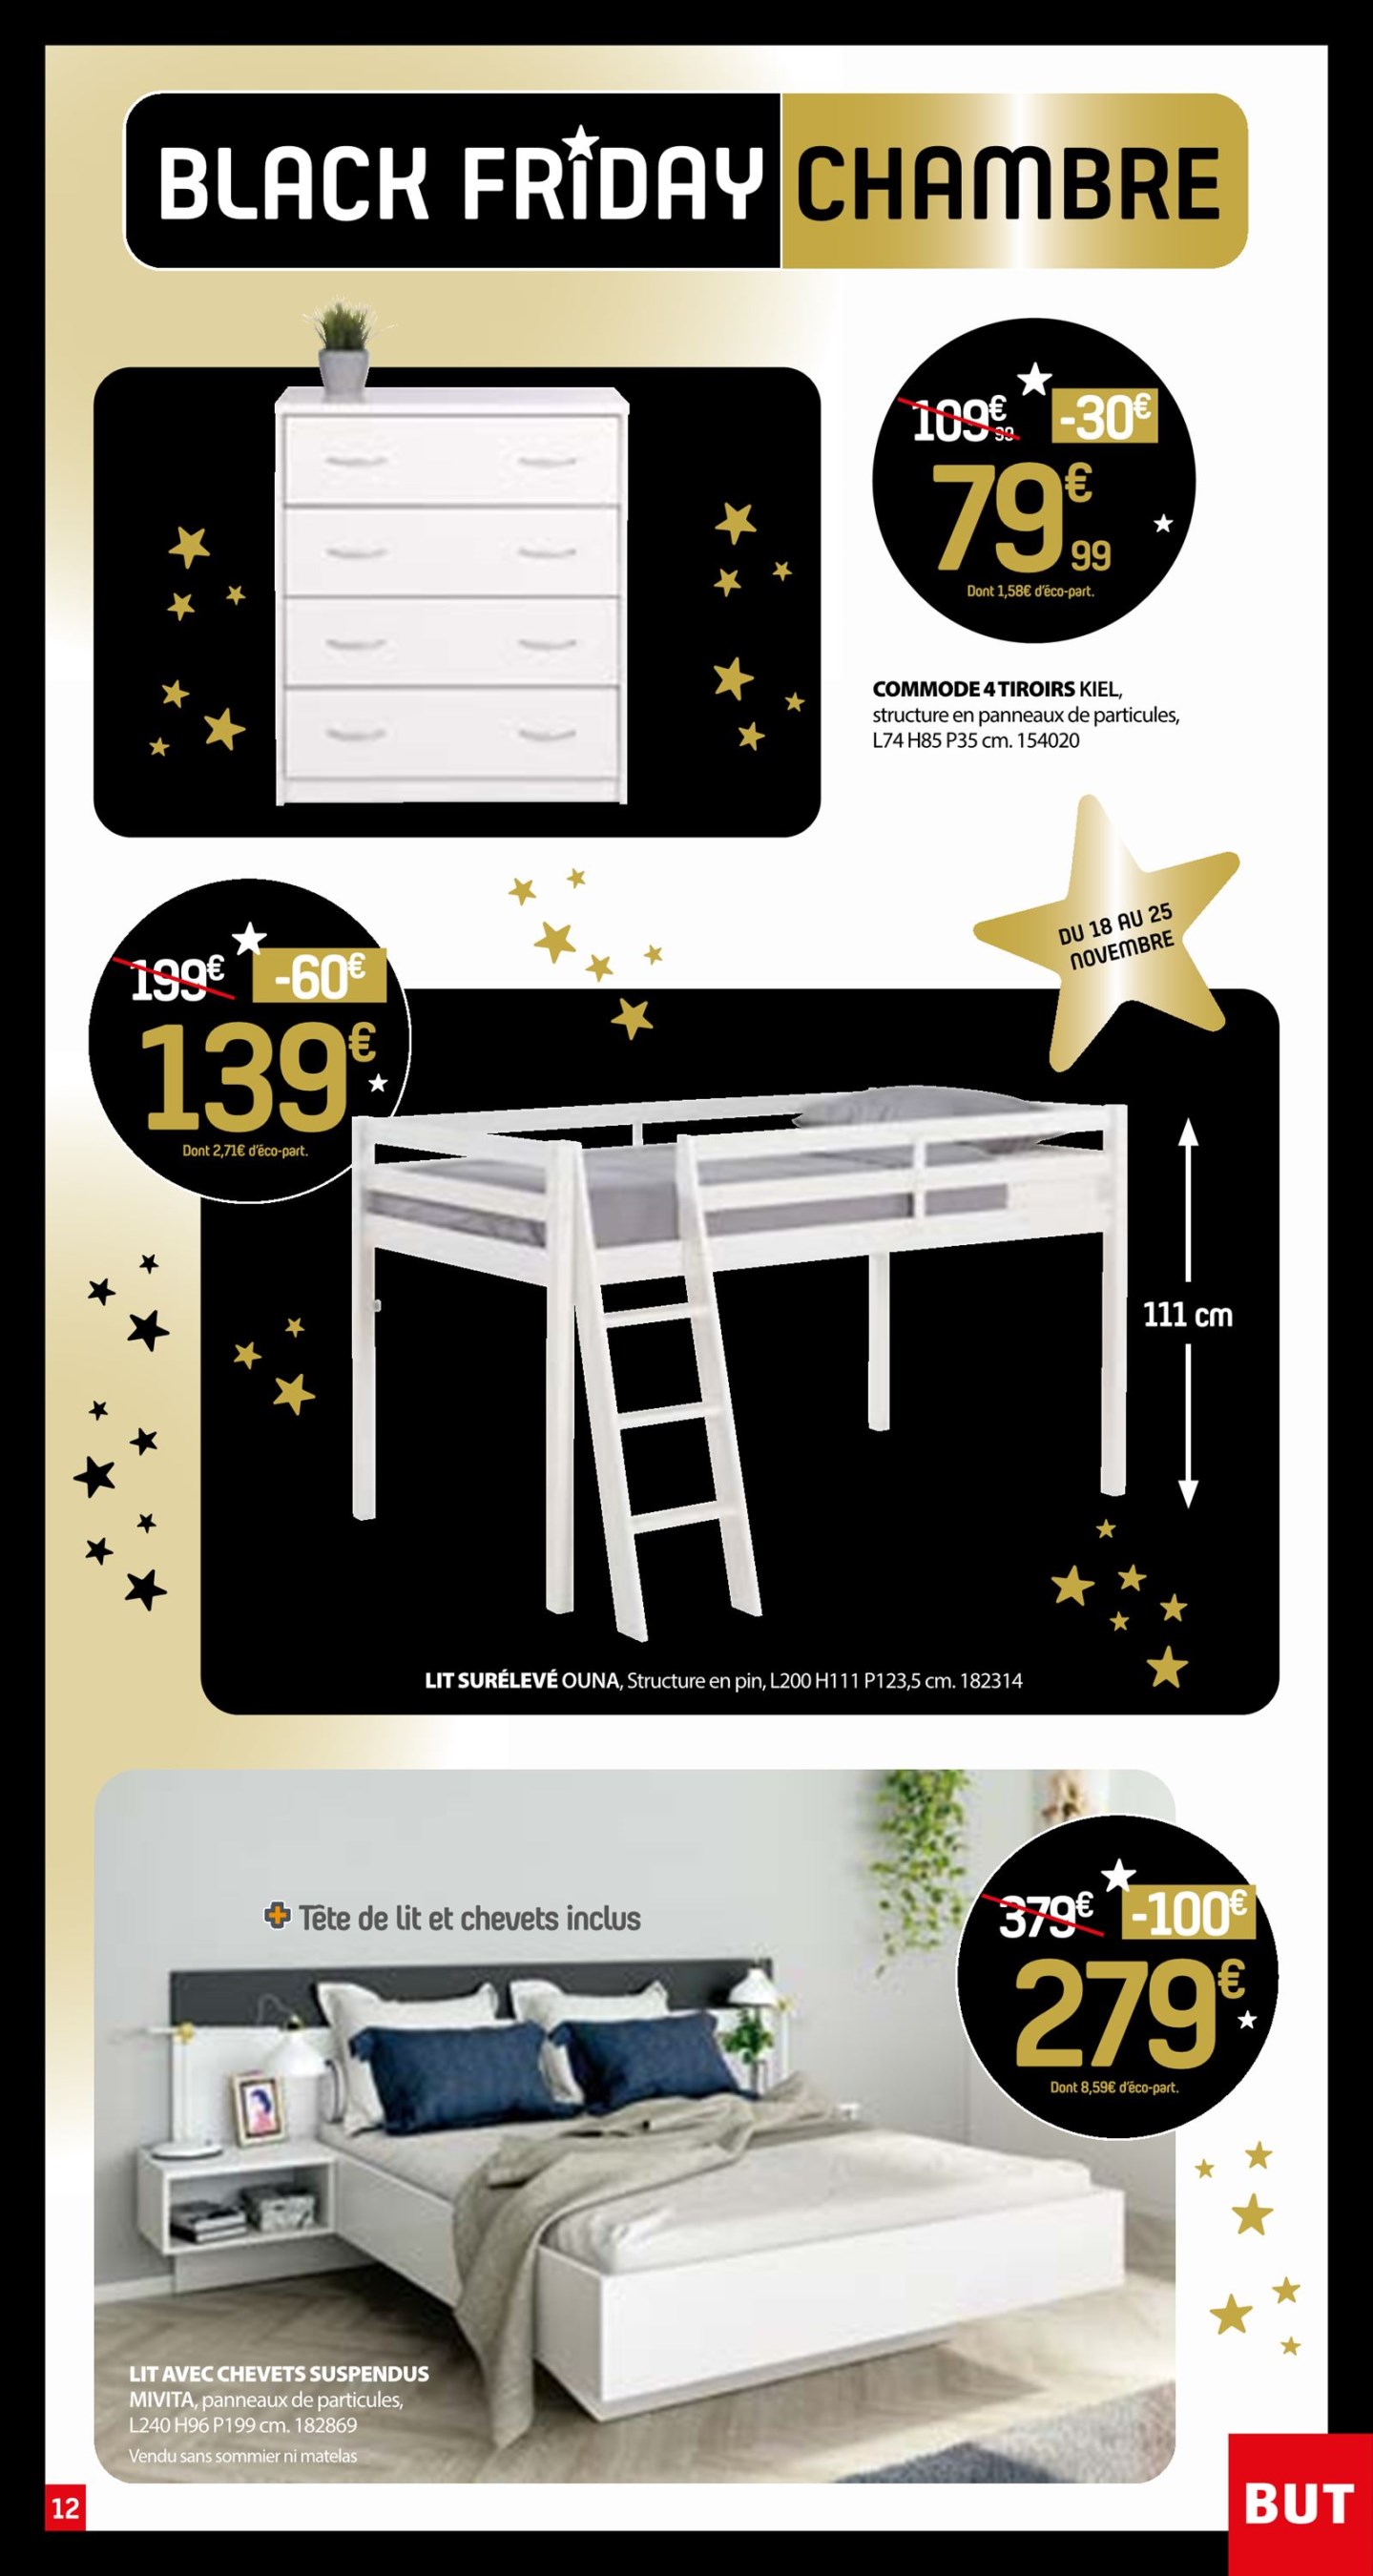 BLACK FRIDAY CHAMBRE
109€99 -30€
79€99
Dont 1,58€ d'éco-part.
COMMODE 4 TIROIRS KIEL,
structure en panneaux de particules,
L74 H85 P35 cm. 154020
DU 18 AU 25
NOVEMBRE
199€ -60€
139€
Dont 2,71€ d'éco-part.
111 cm
LIT SURÉLEVÉ OUNA, Structure en pin, L200 H111 P123,5 cm. 182314
+ Tête de lit et chevets inclus
379€ -100€
279€
Dont 8,59€ d'éco-part.
LIT AVEC CHEVETS SUSPENDUS
MIVITA, panneaux de particules,
L240 H96 P199 cm. 182869
Vendu sans sommier ni matelas
12
BUT